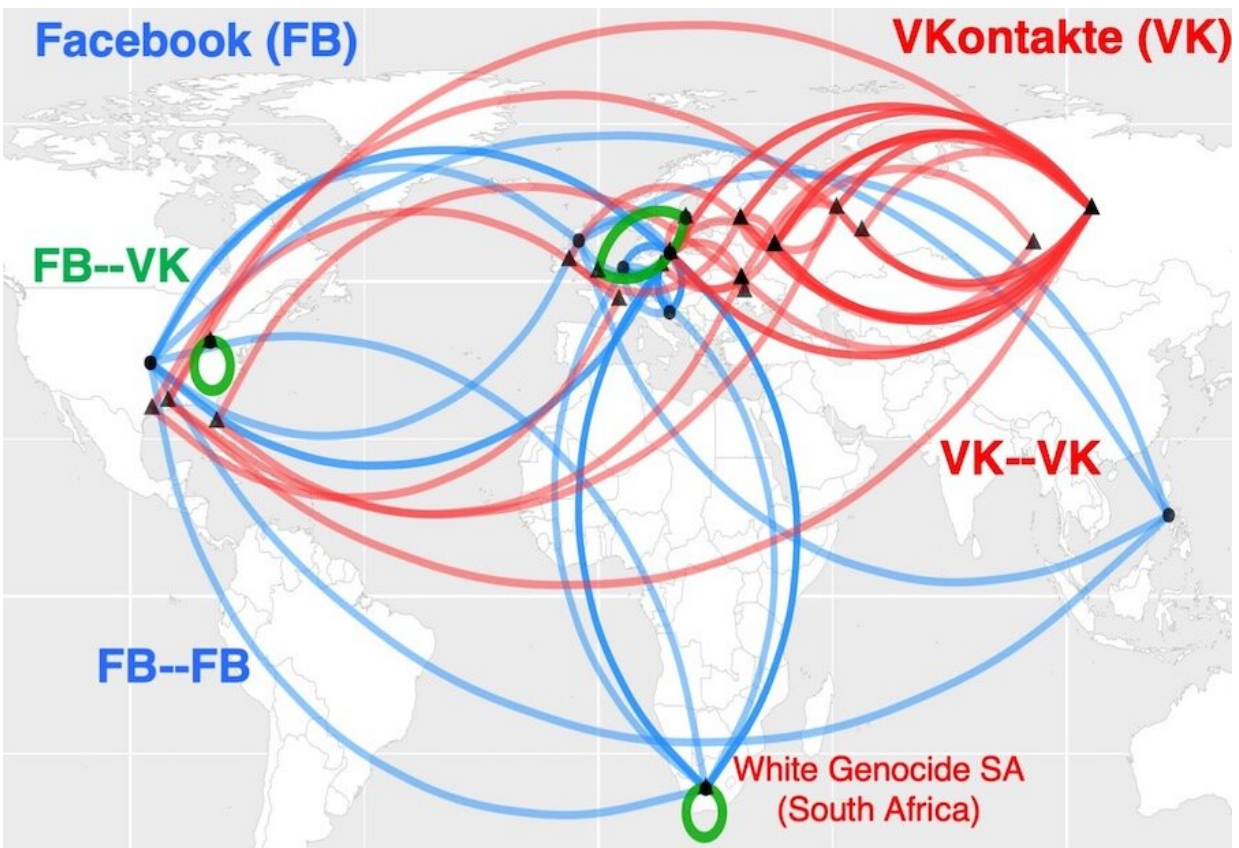 Facebook (FB)
VKontakte (VK)
FB--VK
VK--VK
FB--FB
White Genocide SA
(South Africa)